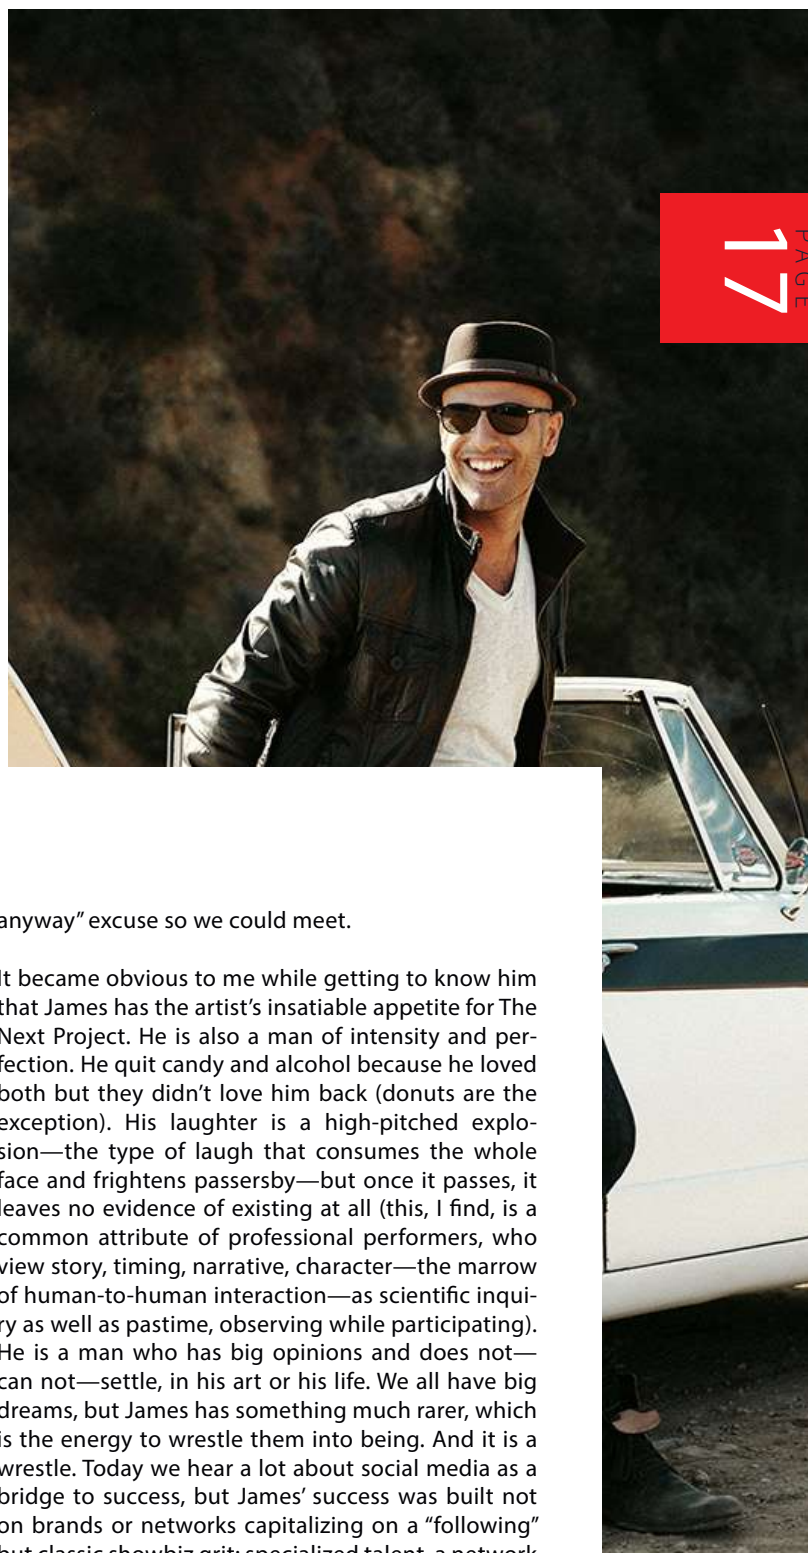 PAGE
17
anyway” excuse so we could meet.
It became obvious to me while getting to know him
that James has the artist’s insatiable appetite for The
Next Project. He is also a man of intensity and per-
fection. He quit candy and alcohol because he loved
both but they didn’t love him back (donuts are the
exception). His laughter is a high-pitched explo-
sion—the type of laugh that consumes the whole
face and frightens passersby—but once it passes, it
leaves no evidence of existing at all (this, I find, is a
common attribute of professional performers, who
view story, timing, narrative, character—the marrow
of human-to-human interaction—as scientific inqui-
ry as well as pastime, observing while participating).
He is a man who has big opinions and does not—
can not—settle, in his art or his life. We all have big
dreams, but James has something much rarer, which
is the energy to wrestle them into being. And it is a
wrestle. Today we hear a lot about social media as a
bridge to success, but James’ success was built not
on brands or networks capitalizing on a “following”
but classic showbiz grit: specialized talent, a network